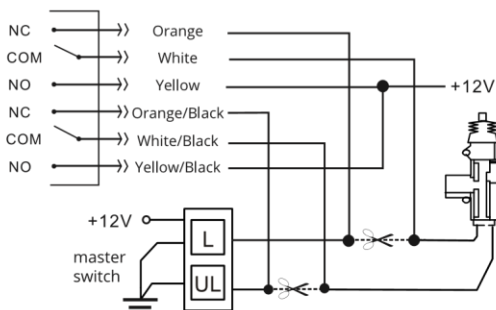 NC Orange
COM White
NO Yellow
+12V
NC Orange/Black
COM White/Black
NO Yellow/Black
+12V
L
master
switch
UL